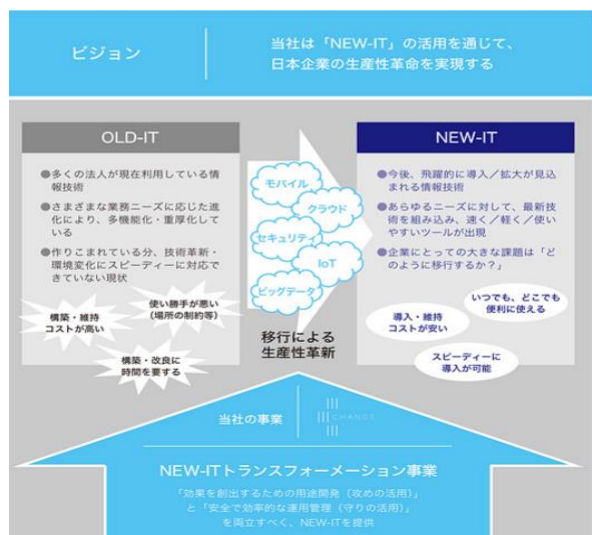 ビジョン
当社は「NEW-IT」の活用を通じて、
日本企業の生産性革命を実現する
OLD-IT
●多くの法人が現在利用している情
報技術
●さまざまな業務ニーズに応じた進
化により、多機能化・重厚化して
いる
●作りこまれている分、技術革新・
環境変化にスピーディーに対応で
きていない現状
構築・維持
コストが高い
使い勝手が悪い
(場所の制約等)
構築・改良に
時間を要する
モバイル
クラウド
セキュリティ
IoT
ビッグデータ
移行による
生産性革新
NEW-IT
●今後、飛躍的に導入/拡大が見込
まれる情報技術
●あらゆるニーズに対して、最新技
術を組み込み、速く/軽く/使い
やすいツールが出現
●企業にとっての大きな課題は「ど
のように移行するか?」
いつでも、どこでも
便利に使える
導入・維持
コストが安い
スピーディーに
導入が可能
当社の事業
CHANGE
NEW-ITトランスフォーメーション事業
「効果を創出するための用途開発(攻めの活用)」
と「安全で効率的な運用管理(守りの活用)」
を両立すべく、NEW-ITを提供